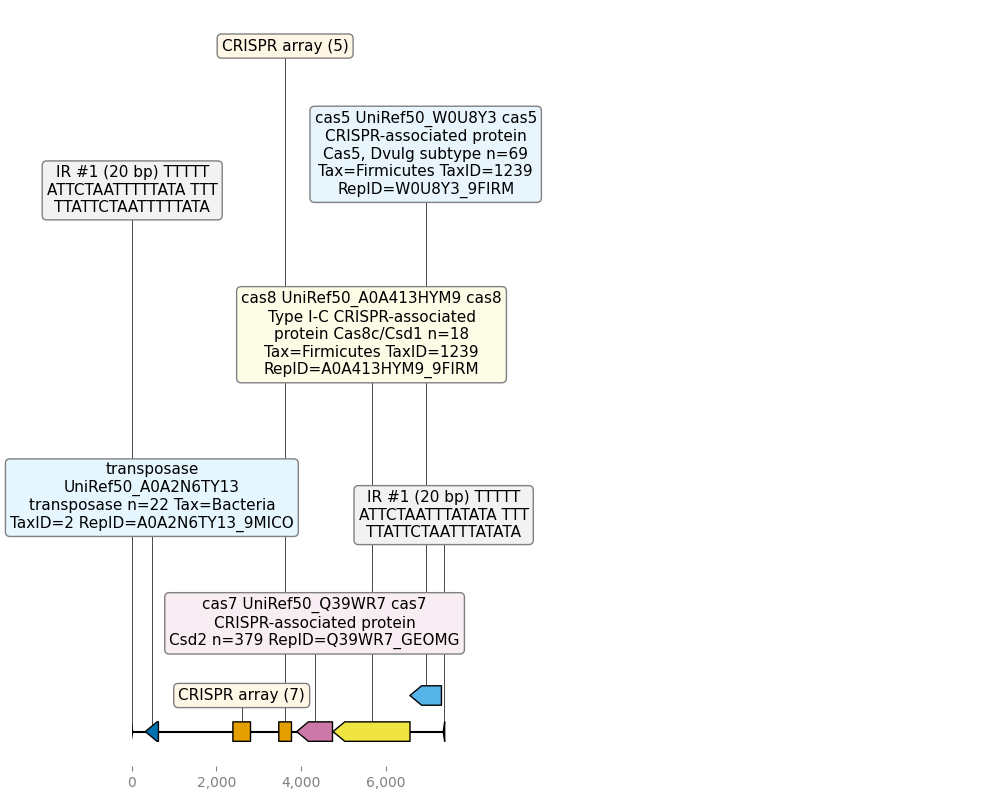 CRISPR array (5)
cas5 UniRef50_W0U8Y3 cas5
CRISPR-associated protein
Cas5, Dvulg subtype n=69
Tax=Firmicutes TaxID=1239
RepID=W0U8Y3_9FIRM
IR #1 (20 bp) TTTTT
ATTCTAATTTTTATA TTT
TTATTCTAATTTTTATA
cas8 UniRef50_A0A413HYM9 cas8
Type I-C CRISPR-associated
protein Cas8c/Csd1 n=18
Tax=Firmicutes TaxID=1239
RepID=A0A413HYM9_9FIRM
transposase
UniRef50_A0A2N6TY13
transposase n=22 Tax=Bacteria
TaxID=2 RepID=A0A2N6TY13_9MICO
IR #1 (20 bp) TTTTT
ATTCTAATTTATATA TTT
TTATTCTAATTTATATA
cas7 UniRef50_Q39WR7 cas7
CRISPR-associated protein
Csd2 n=379 RepID=Q39WR7_GEOMG
CRISPR array (7)
0 2,000 4,000 6,000